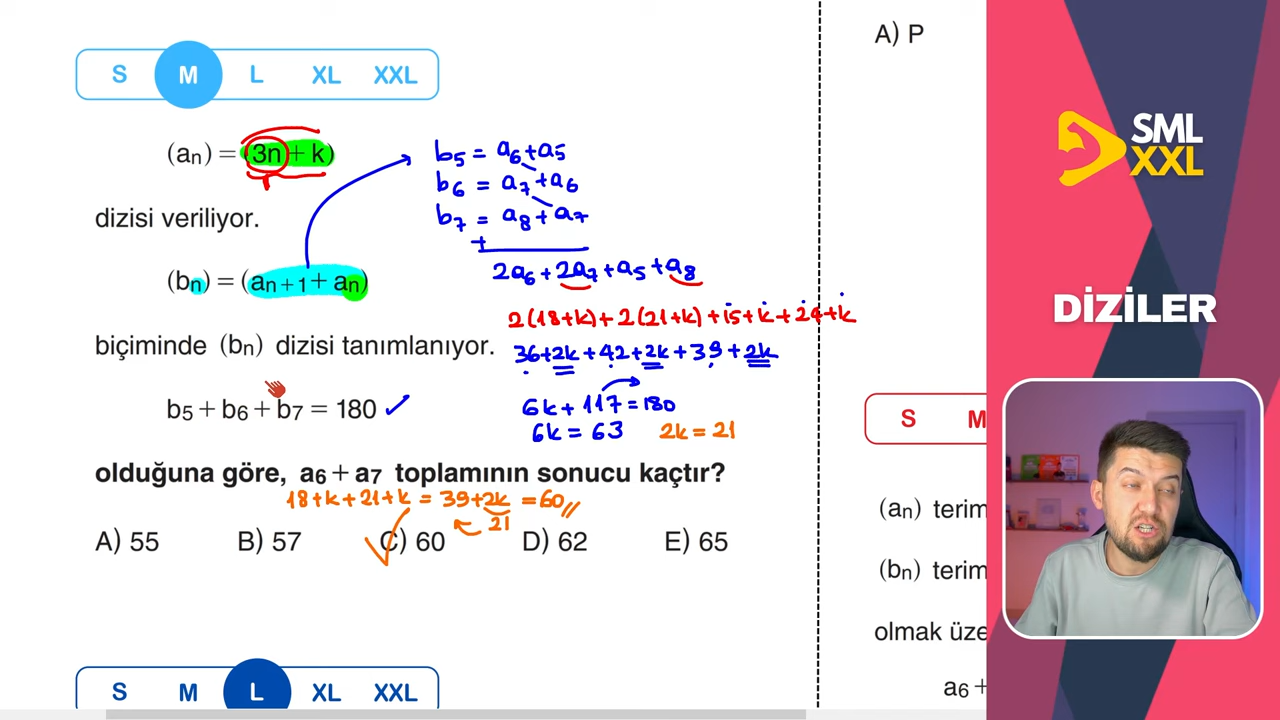 S M L XL XXL
(an) = (3n + k)
dizisi veriliyor.
(bn) = (an + 1 + an)
biçiminde (bn) dizisi tanımlanıyor.
b5 + b6 + b7 = 180
olduğuna göre, a6 + a7 toplamının sonucu kaçtır?
18+k+21+k = 39+2k = 60
21
A) 55 B) 57 C) 60 D) 62 E) 65
b5 = a6+a5
b6 = a7+a6
b7 = a8+a7
+
2a6+2a7+a5+a8
2(18+k)+2(21+k)+15+k+24+k
36+2k+42+2k+39+2k
6k+117=180
6k = 63 2k = 21
S M L XL XXL
A) P
S M
(an) terim
(bn) terim
olmak üze
a6 +
SML
XXL
DİZİLER